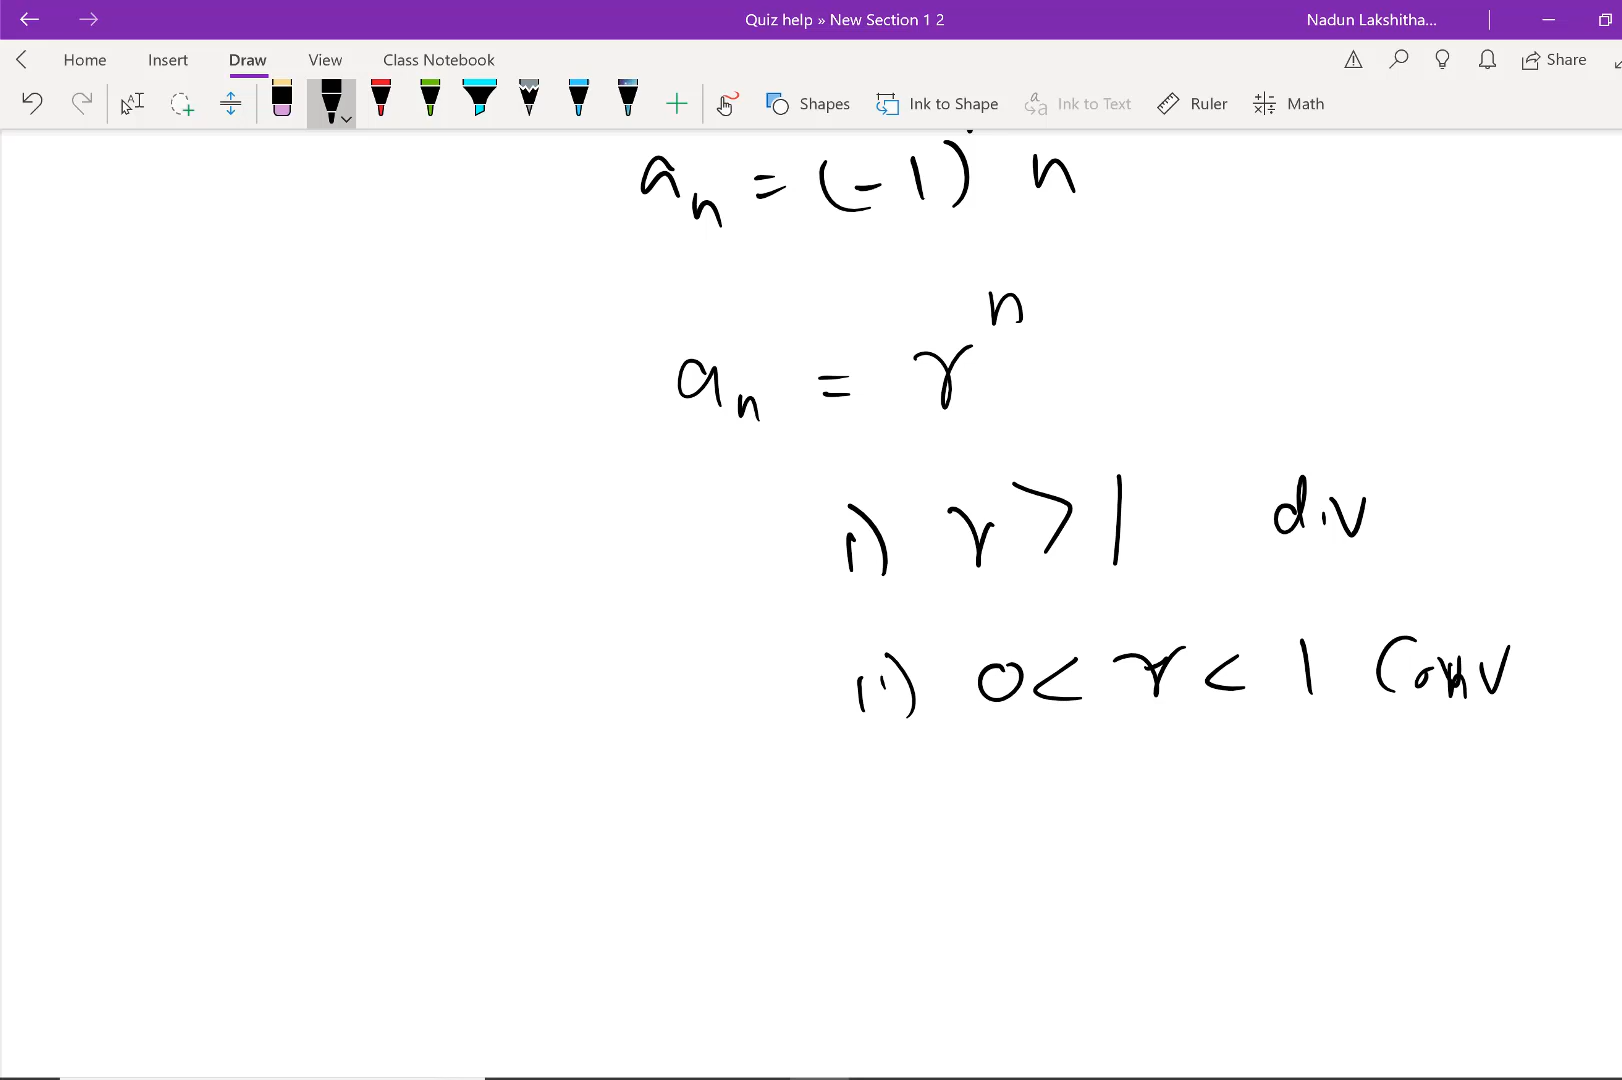 Quiz help » New Section 1 2
Nadun Lakshitha...
Home Insert Draw View Class Notebook
Share
Shapes Ink to Shape Ink to Text Ruler Math
aₙ = (-1) n
aₙ = rⁿ
i) r > 1 div
ii) 0 < r < 1 Conv